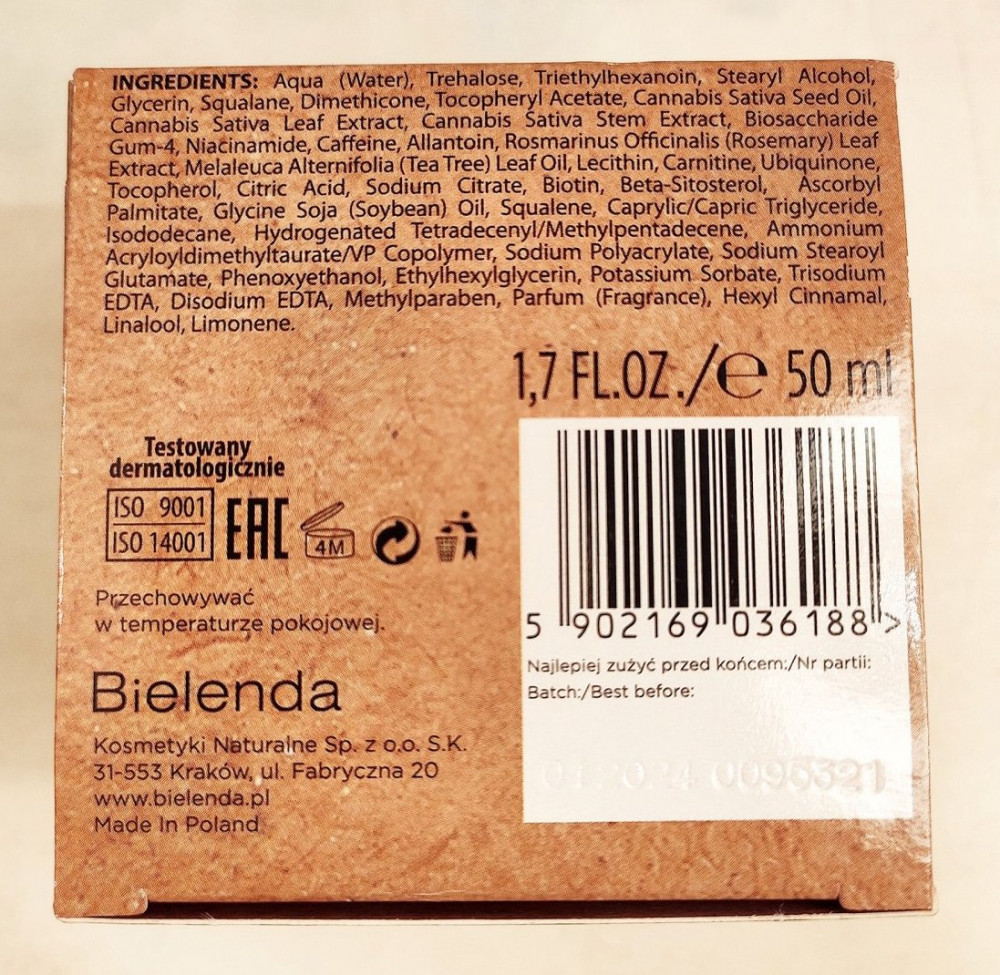 INGREDIENTS: Aqua (Water), Trehalose, Triethylhexanoin, Stearyl Alcohol,
Glycerin, Squalane, Dimethicone, Tocopheryl Acetate, Cannabis Sativa Seed Oil,
Cannabis Sativa Leaf Extract, Cannabis Sativa Stem Extract, Biosaccharide
Gum-4, Niacinamide, Caffeine, Allantoin, Rosmarinus Officinalis (Rosemary) Leaf
Extract, Melaleuca Alternifolia (Tea Tree) Leaf Oil, Lecithin, Carnitine, Ubiquinone,
Tocopherol, Citric Acid, Sodium Citrate, Biotin, Beta-Sitosterol, Ascorbyl
Palmitate, Glycine Soja (Soybean) Oil, Squalene, Caprylic/Capric Triglyceride,
Isododecane, Hydrogenated Tetradecenyl/Methylpentadecene, Ammonium
Acryloyldimethyltaurate/VP Copolymer, Sodium Polyacrylate, Sodium Stearoyl
Glutamate, Phenoxyethanol, Ethylhexylglycerin, Potassium Sorbate, Trisodium
EDTA, Disodium EDTA, Methylparaben, Parfum (Fragrance), Hexyl Cinnamal,
Linalool, Limonene.
1,7 FL.OZ./℮ 50 ml
Testowany
dermatologicznie
ISO 9001
ISO 14001
EAC
4M
Przechowywać
w temperaturze pokojowej.
Bielenda
Kosmetyki Naturalne Sp. z o.o. S.K.
31-553 Kraków, ul. Fabryczna 20
www.bielenda.pl
Made In Poland
5 902169 036188 >
Najlepiej zużyć przed końcem:/Nr partii:
Batch:/Best before:
0095321